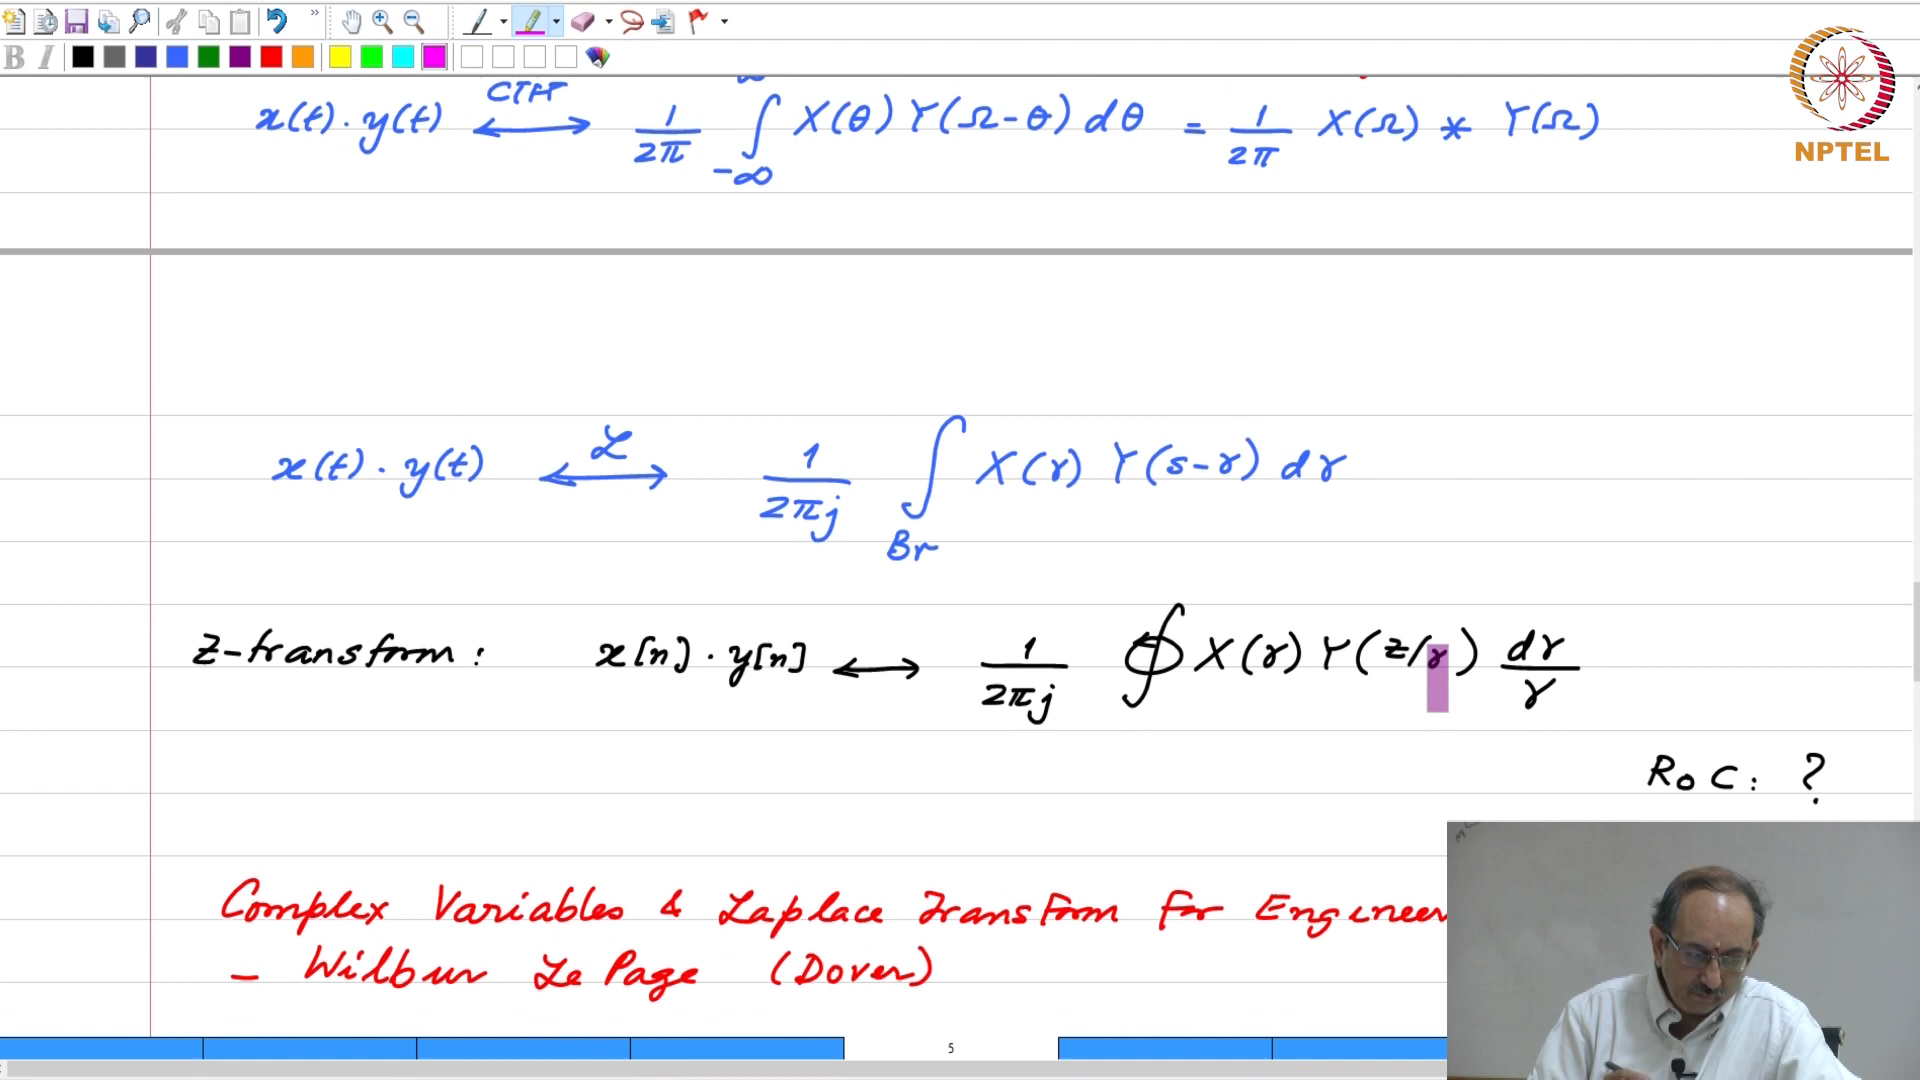 B I
NPTEL
x(t) . y(t) CTFT ⟷ 1/2π ∫_{-∞}^{∞} X(θ) Y(Ω-θ) dθ = 1/2π X(Ω) * Y(Ω)
x(t) . y(t) ℒ ⟷ 1/2πj ∫_{Br} X(γ) Y(s-γ) dγ
Z-transform : x[n] . y[n] ⟷ 1/2πj ∮ X(γ) Y(z/γ) dγ/γ
RoC : ?
Complex Variables & Laplace Transform For Engineer
- Wilbur Le Page (Dover)
5